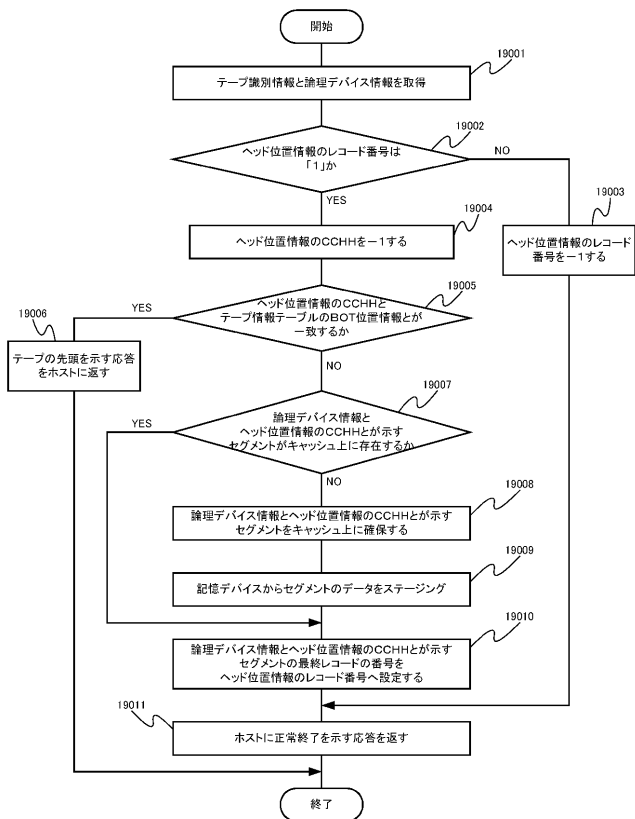 開始
19001
テープ識別情報と論理デバイス情報を取得
19002
ヘッド位置情報のレコード番号は
「1」か
NO
YES
19003
ヘッド位置情報のレコード
番号を－1する
19004
ヘッド位置情報のCCHHを－1する
19005
ヘッド位置情報のCCHHと
テープ情報テーブルのBOT位置情報とが
一致するか
YES
19006
テープの先頭を示す応答
をホストに返す
NO
19007
論理デバイス情報と
ヘッド位置情報のCCHHとが示す
セグメントがキャッシュ上に存在するか
YES
NO
19008
論理デバイス情報とヘッド位置情報のCCHHとが示す
セグメントをキャッシュ上に確保する
19009
記憶デバイスからセグメントのデータをステージング
19010
論理デバイス情報とヘッド位置情報のCCHHとが示す
セグメントの最終レコードの番号を
ヘッド位置情報のレコード番号へ設定する
19011
ホストに正常終了を示す応答を返す
終了